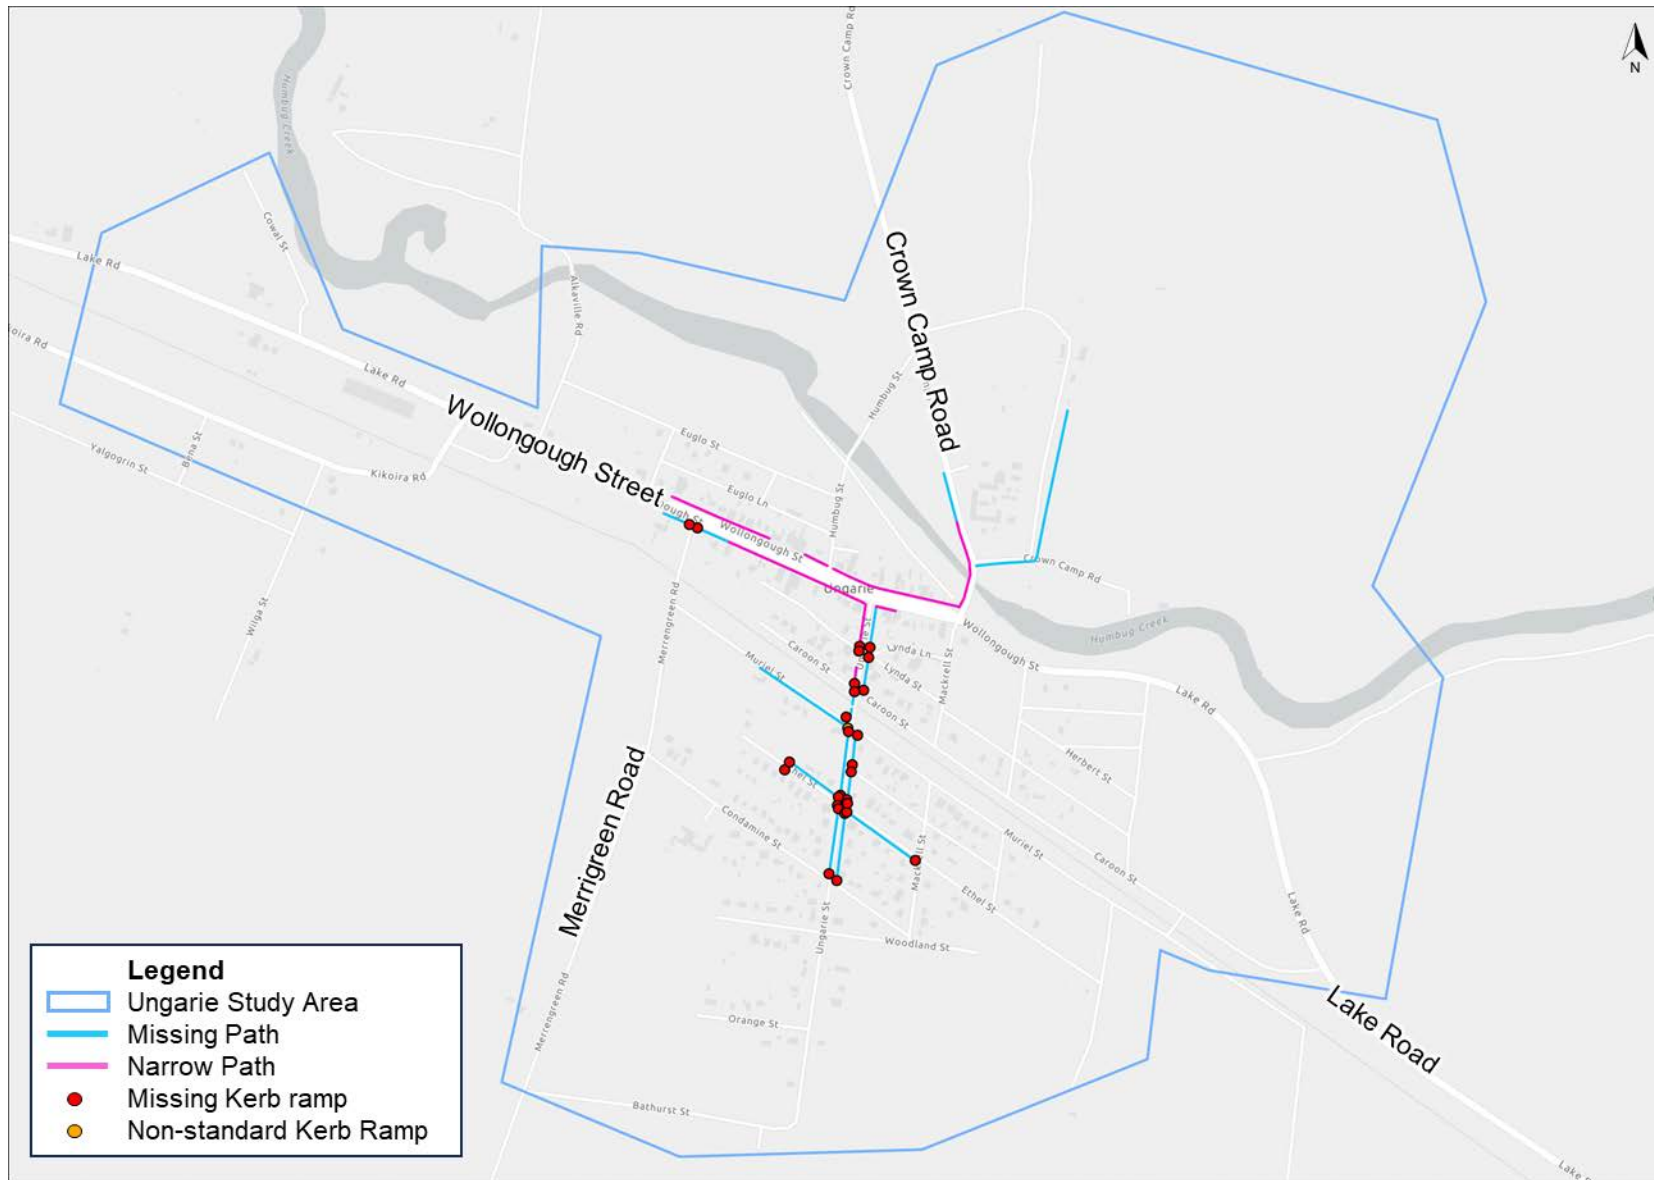 Crown Camp Rd
N
Humbug Creek
Cowal St
Lake Rd
Alkaville Rd
Crown Camp Road
Lake Rd
Humbug St
Wollongough Street
Euglo St
Bena St
Yalgogrin St
Kikoira Rd
Euglo Ln
Humbug St
Wollongough St
Crown Camp Rd
Ungarie
Wilga St
Merrengreen Rd
Wollongough St
Humbug Creek
Lynda Ln
Caroon St
Muriel St
Lynda St
Mackrell St
Lake Rd
Caroon St
Herbert St
Merrigreen Road
Condamine St
Muriel St
Caroon St
Ethel St
Lake Rd
Ungarie St
Woodland St
Legend
Ungarie Study Area
Missing Path
Narrow Path
Missing Kerb ramp
Non-standard Kerb Ramp
Merrengreen Rd
Orange St
Lake Road
Bathurst St